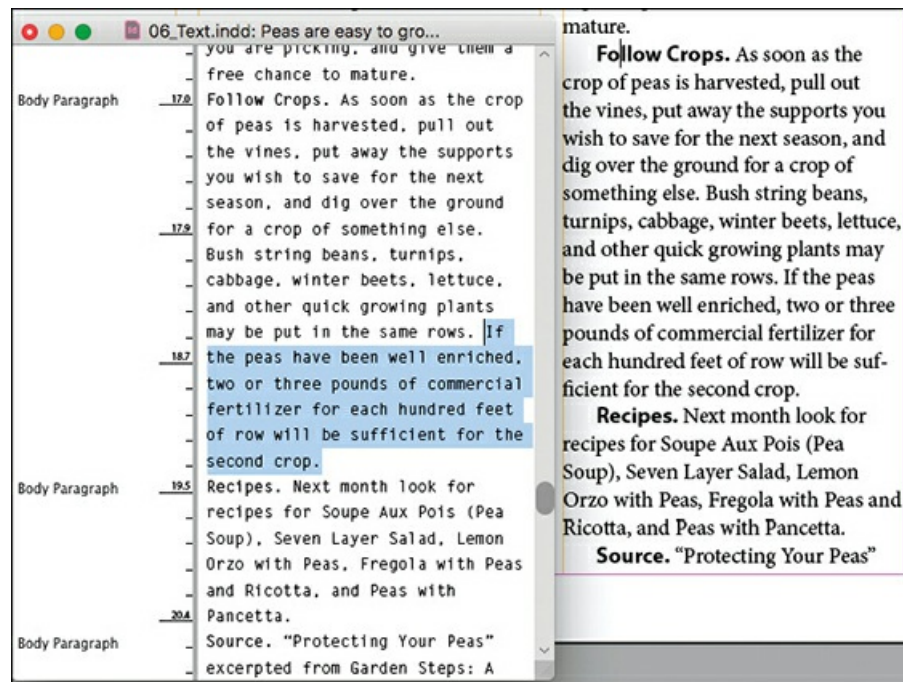 06_Text.indd: Peas are easy to gro...
you are picking, and give them a
free chance to mature.
Body Paragraph 17.0 Follow Crops. As soon as the crop
of peas is harvested, pull out
the vines, put away the supports
you wish to save for the next
season, and dig over the ground
17.9 for a crop of something else.
Bush string beans, turnips,
cabbage, winter beets, lettuce,
and other quick growing plants
may be put in the same rows. If
18.7 the peas have been well enriched,
two or three pounds of commercial
fertilizer for each hundred feet
of row will be sufficient for the
second crop.
Body Paragraph 19.5 Recipes. Next month look for
recipes for Soupe Aux Pois (Pea
Soup), Seven Layer Salad, Lemon
Orzo with Peas, Fregola with Peas
and Ricotta, and Peas with
20.4 Pancetta.
Body Paragraph Source. “Protecting Your Peas”
excerpted from Garden Steps: A
mature.
Follow Crops. As soon as the
crop of peas is harvested, pull out
the vines, put away the supports you
wish to save for the next season, and
dig over the ground for a crop of
something else. Bush string beans,
turnips, cabbage, winter beets, lettuce,
and other quick growing plants may
be put in the same rows. If the peas
have been well enriched, two or three
pounds of commercial fertilizer for
each hundred feet of row will be suf-
ficient for the second crop.
Recipes. Next month look for
recipes for Soupe Aux Pois (Pea
Soup), Seven Layer Salad, Lemon
Orzo with Peas, Fregola with Peas and
Ricotta, and Peas with Pancetta.
Source. “Protecting Your Peas”